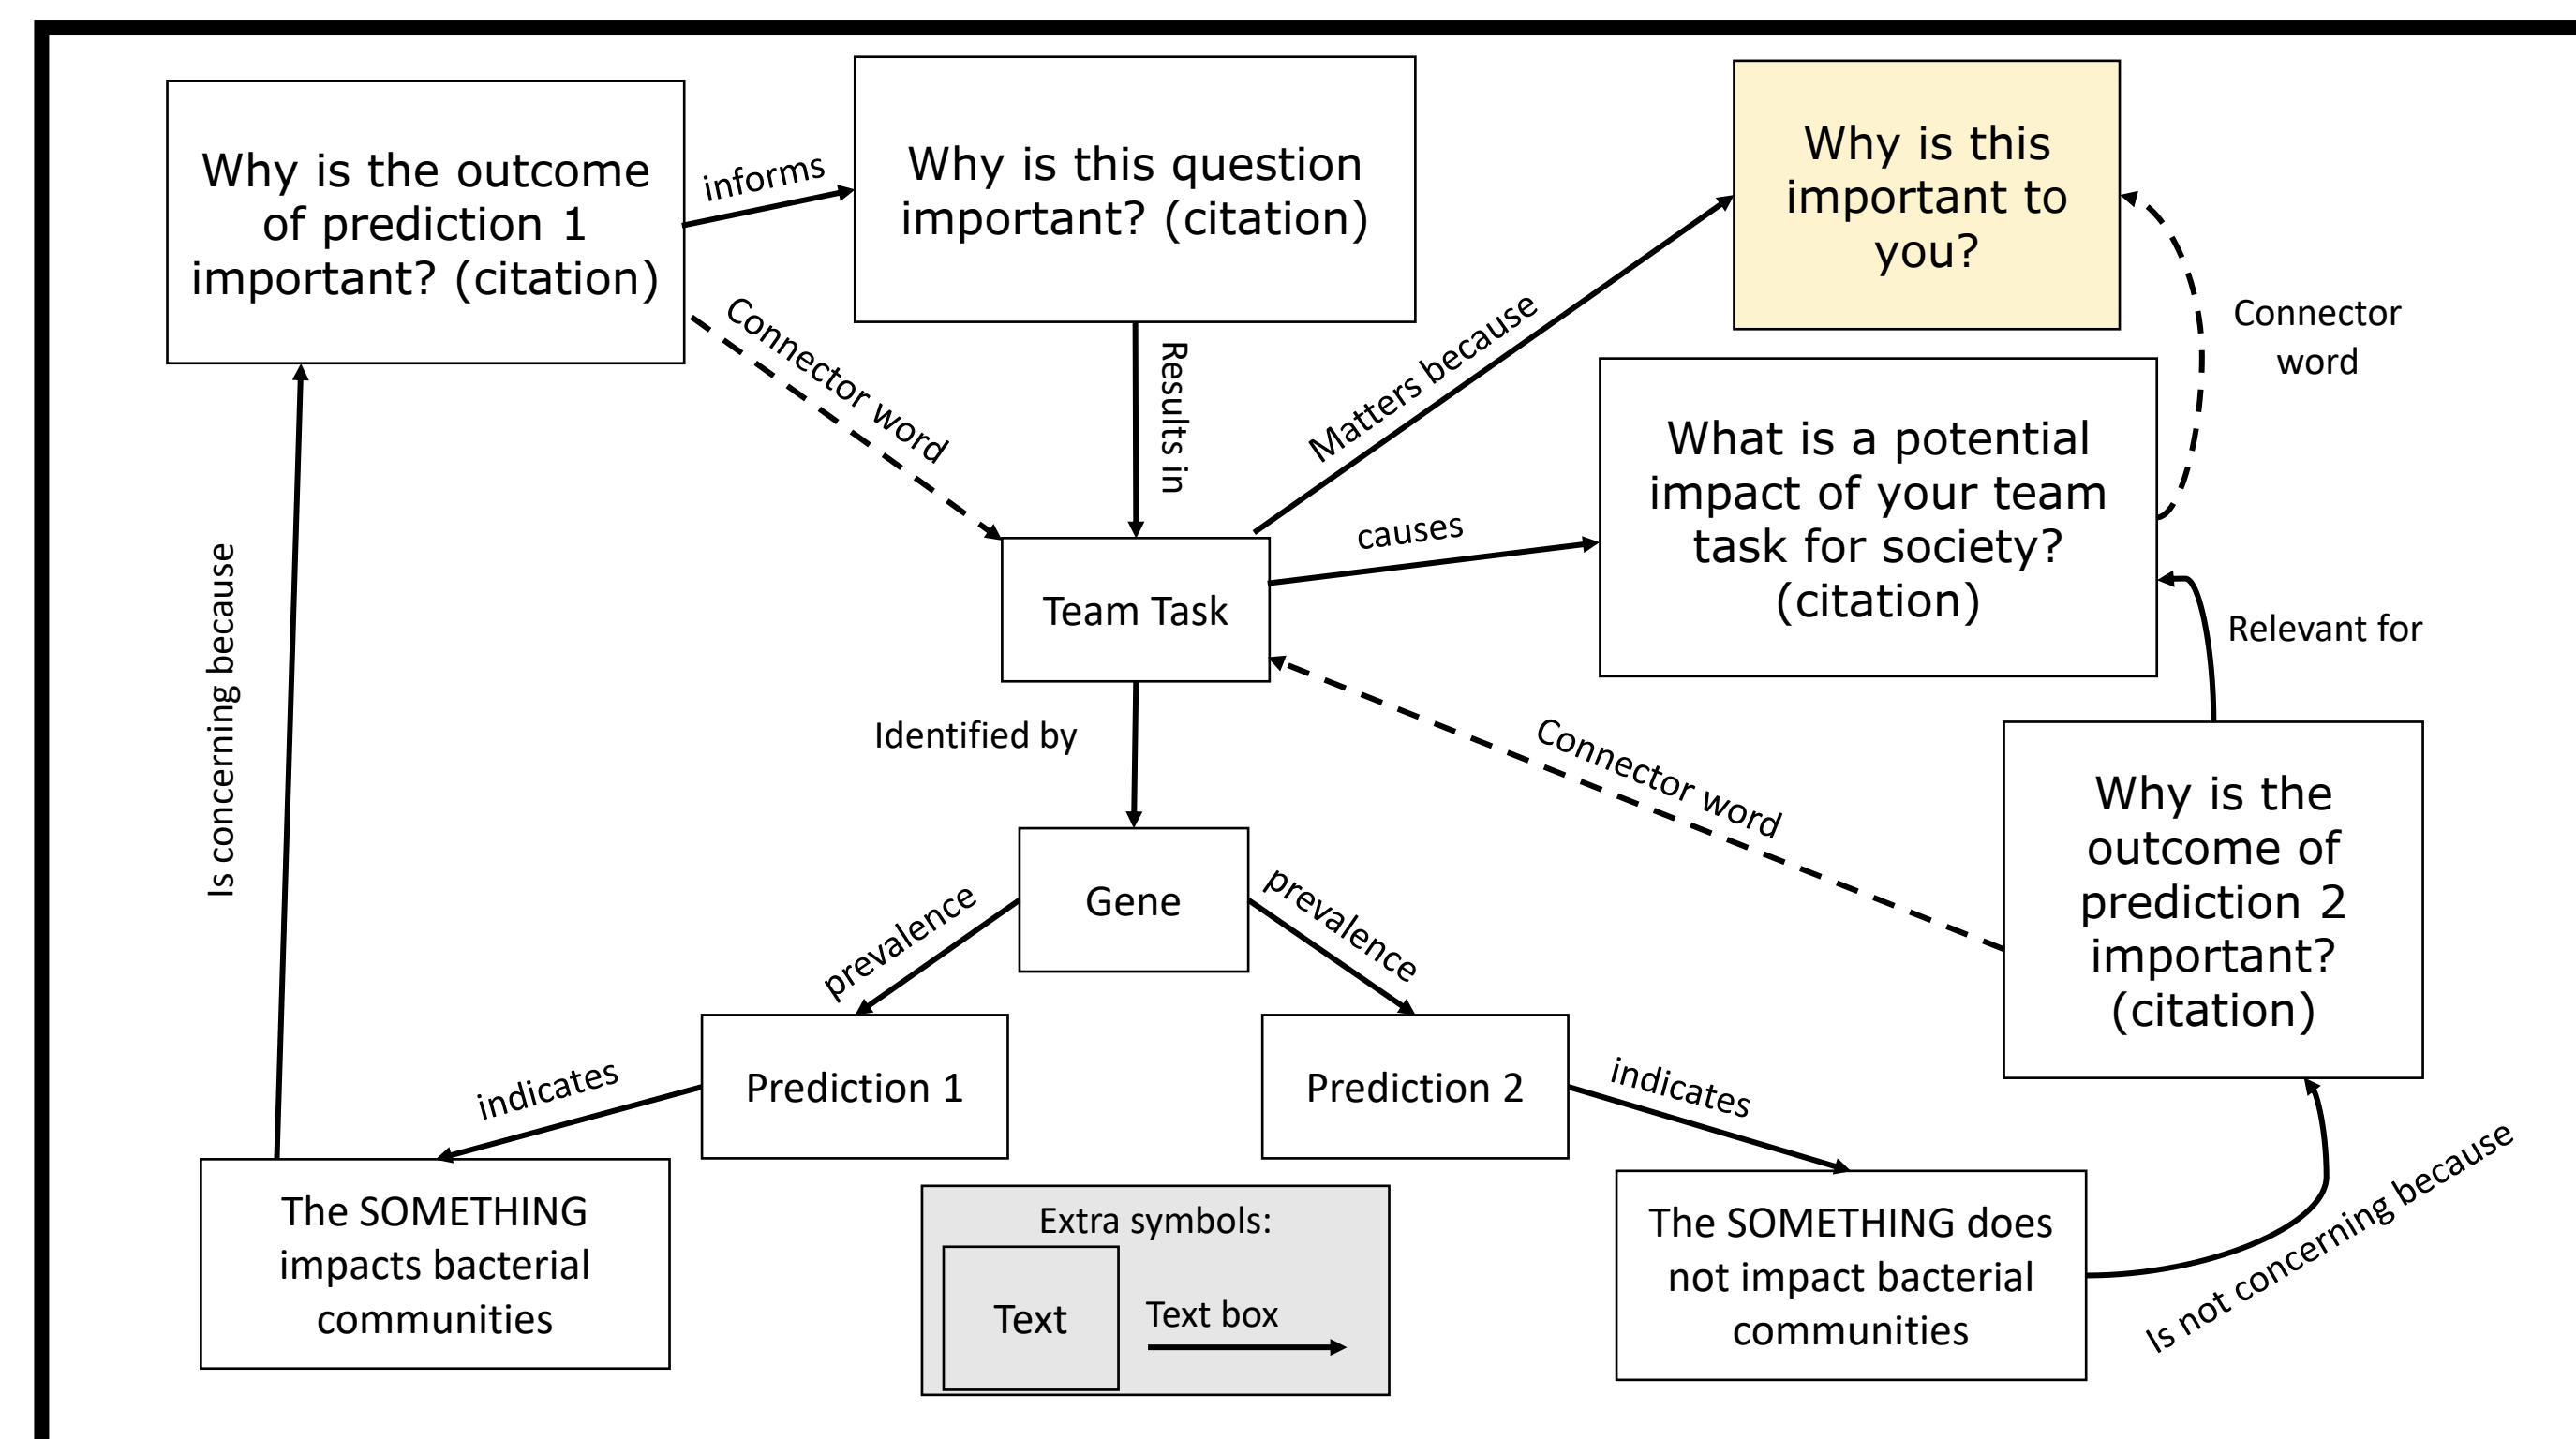 Why is the outcome
of prediction 1
important? (citation)
informs
Why is this question
important? (citation)
Why is this
important to
you?
Connector word
Results in
Matters because
Connector
word
What is a potential
impact of your team
task for society?
(citation)
causes
Team Task
Relevant for
Is concerning because
Identified by
Connector word
Why is the
outcome of
prediction 2
important?
(citation)
Gene
prevalence
prevalence
Prediction 1
Prediction 2
indicates
indicates
The SOMETHING
impacts bacterial
communities
Extra symbols:
Text
Text box
The SOMETHING does
not impact bacterial
communities
Is not concerning because